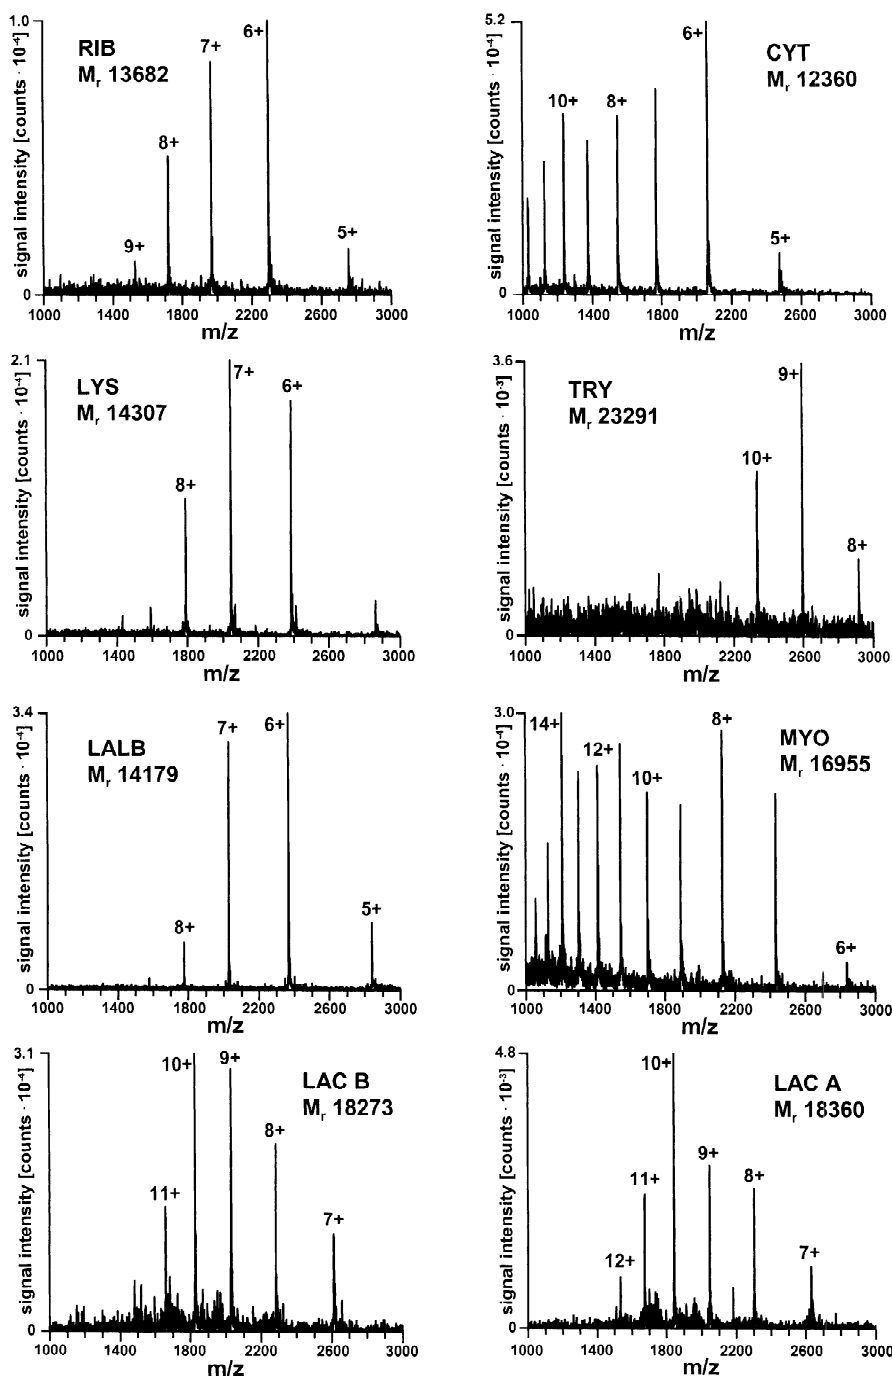 1.0
RIB
Mr 13682
9+
8+
7+
6+
5+
signal intensity [counts · 10⁻⁴]
0
1000 1400 1800 2200 2600 3000
m/z
5.2
CYT
Mr 12360
10+
8+
6+
5+
signal intensity [counts · 10⁻⁴]
0
1000 1400 1800 2200 2600 3000
m/z
2.1
LYS
Mr 14307
8+
7+
6+
signal intensity [counts · 10⁻⁴]
0
1000 1400 1800 2200 2600 3000
m/z
3.6
TRY
Mr 23291
10+
9+
8+
signal intensity [counts · 10⁻³]
0
1000 1400 1800 2200 2600 3000
m/z
3.4
LALB
Mr 14179
8+
7+
6+
5+
signal intensity [counts · 10⁻⁴]
0
1000 1400 1800 2200 2600 3000
m/z
3.0
MYO
Mr 16955
14+
12+
10+
8+
6+
signal intensity [counts · 10⁻⁴]
0
1000 1400 1800 2200 2600 3000
m/z
3.1
LAC B
Mr 18273
11+
10+
9+
8+
7+
signal intensity [counts · 10⁻⁴]
0
1000 1400 1800 2200 2600 3000
m/z
4.8
LAC A
Mr 18360
12+
11+
10+
9+
8+
7+
signal intensity [counts · 10⁻³]
0
1000 1400 1800 2200 2600 3000
m/z